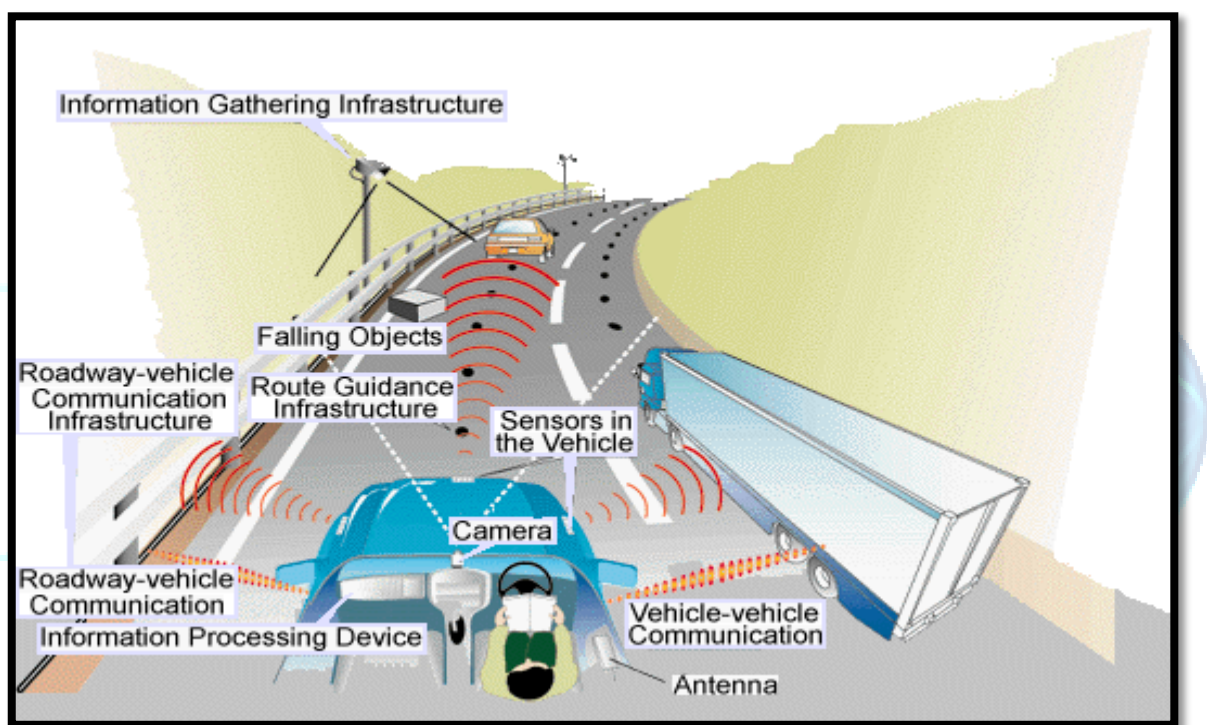 Information Gathering Infrastructure
Falling Objects
Roadway-vehicle
Communication
Infrastructure
Route Guidance
Infrastructure
Sensors in
the Vehicle
Camera
Roadway-vehicle
Communication
Information Processing Device
Vehicle-vehicle
Communication
Antenna